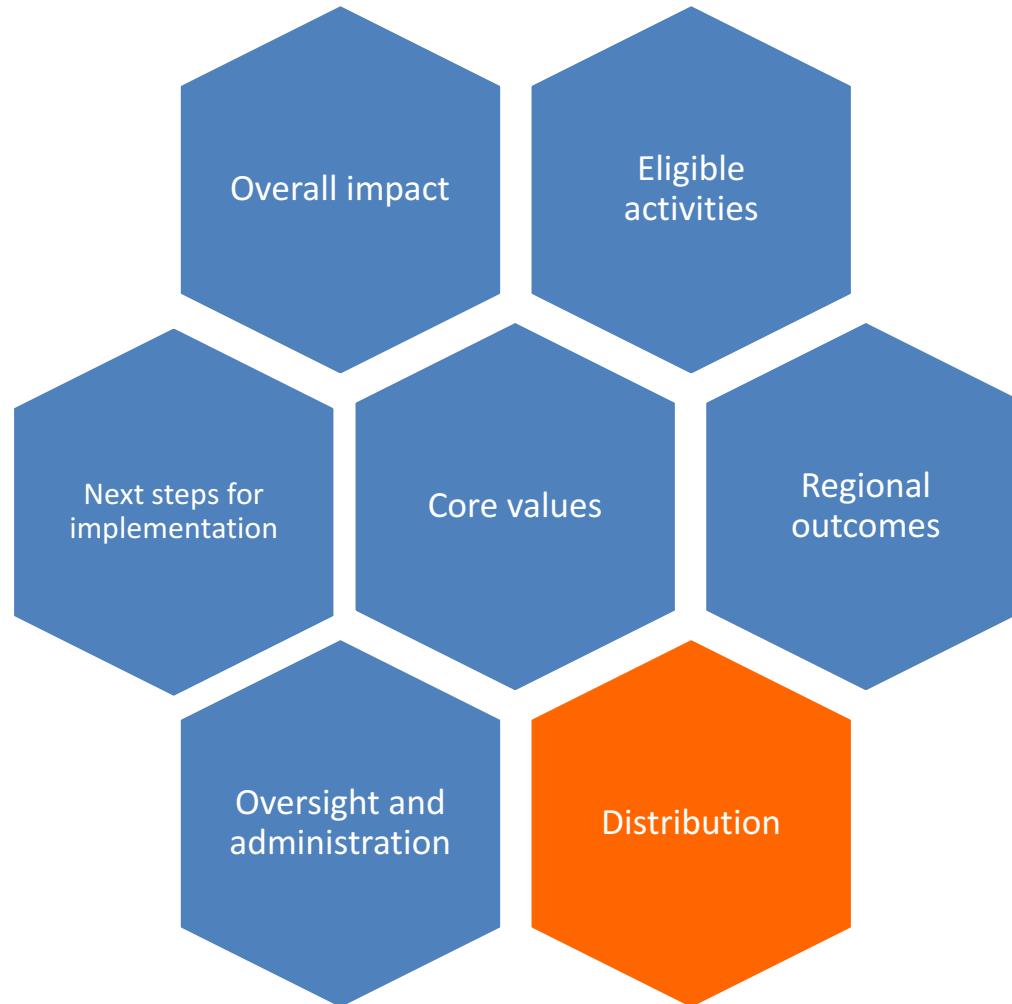 Overall impact
Eligible
activities
Next steps for
implementation
Core values
Regional
outcomes
Oversight and
administration
Distribution